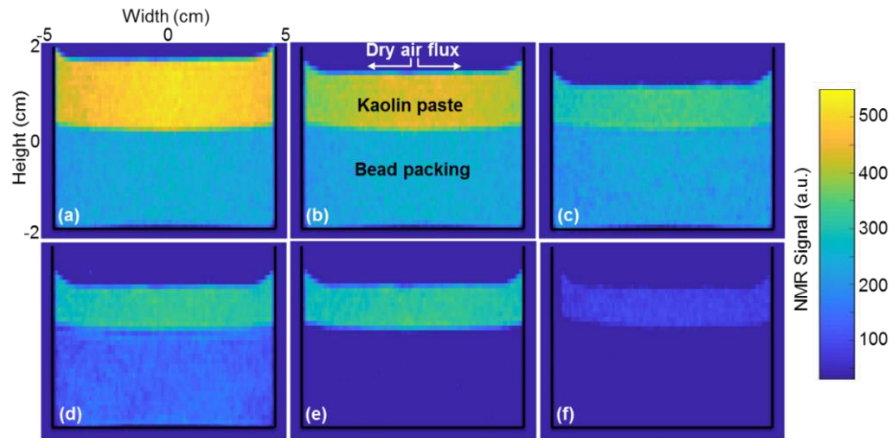 Width (cm)
-5 0 5
2
0
-2
Height (cm)
Dry air flux
Kaolin paste
Bead packing
(a)
(b)
(c)
(d)
(e)
(f)
500
400
300
200
100
NMR Signal (a.u.)